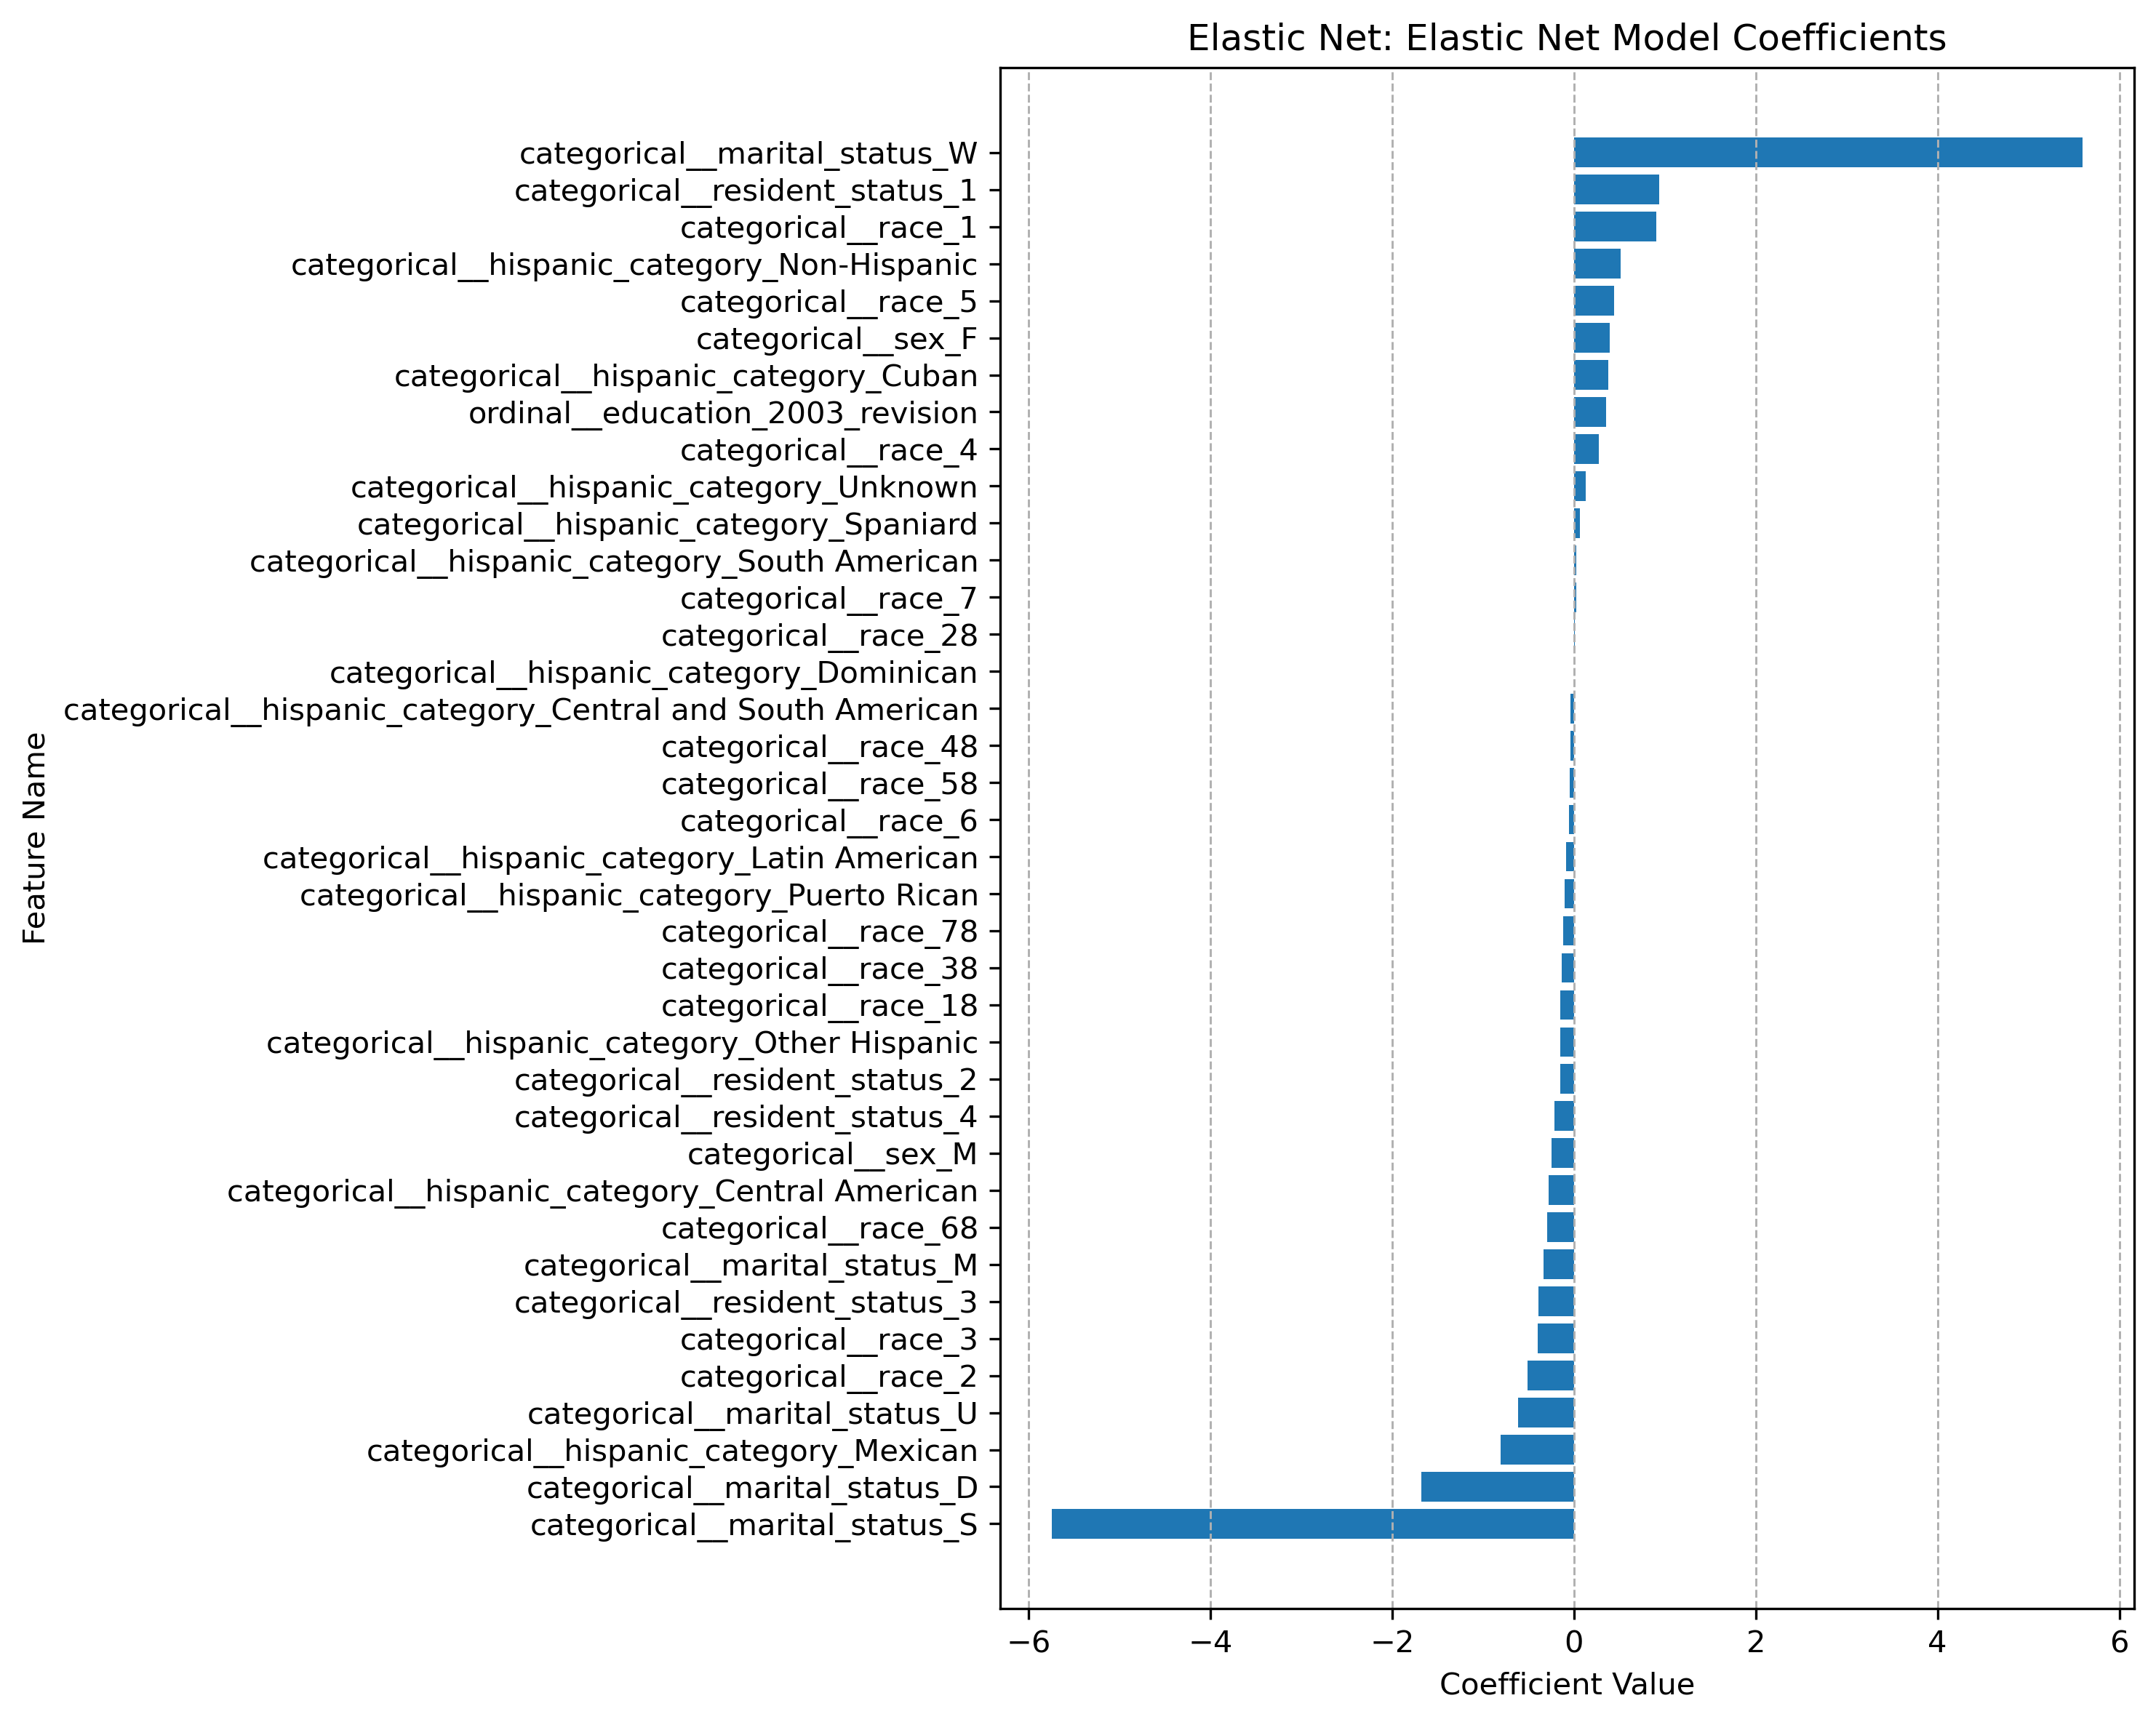 Elastic Net: Elastic Net Model Coefficients
categorical__marital_status_W
categorical__resident_status_1
categorical__race_1
categorical__hispanic_category_Non-Hispanic
categorical__race_5
categorical__sex_F
categorical__hispanic_category_Cuban
ordinal__education_2003_revision
categorical__race_4
categorical__hispanic_category_Unknown
categorical__hispanic_category_Spaniard
categorical__hispanic_category_South American
categorical__race_7
categorical__race_28
categorical__hispanic_category_Dominican
categorical__hispanic_category_Central and South American
categorical__race_48
categorical__race_58
categorical__race_6
categorical__hispanic_category_Latin American
categorical__hispanic_category_Puerto Rican
categorical__race_78
categorical__race_38
categorical__race_18
categorical__hispanic_category_Other Hispanic
categorical__resident_status_2
categorical__resident_status_4
categorical__sex_M
categorical__hispanic_category_Central American
categorical__race_68
categorical__marital_status_M
categorical__resident_status_3
categorical__race_3
categorical__race_2
categorical__marital_status_U
categorical__hispanic_category_Mexican
categorical__marital_status_D
categorical__marital_status_S
Feature Name
−6 −4 −2 0 2 4 6
Coefficient Value